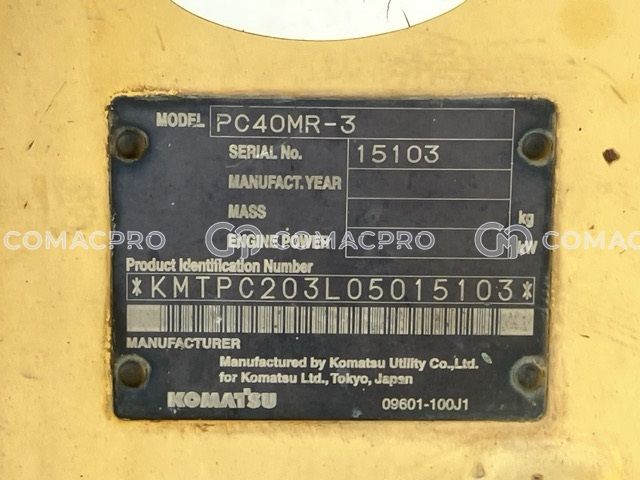 MODEL PC40MR-3
SERIAL No. 15103
MANUFACT.YEAR
MASS kg
COMACPRO COMACPRO
ENGINE POWER kW
Product Identification Number
*KMTPC203L05015103*
MANUFACTURER
Manufactured by Komatsu Utility Co.,Ltd.
for Komatsu Ltd.,Tokyo, Japan
KOMATSU 09601-100J1